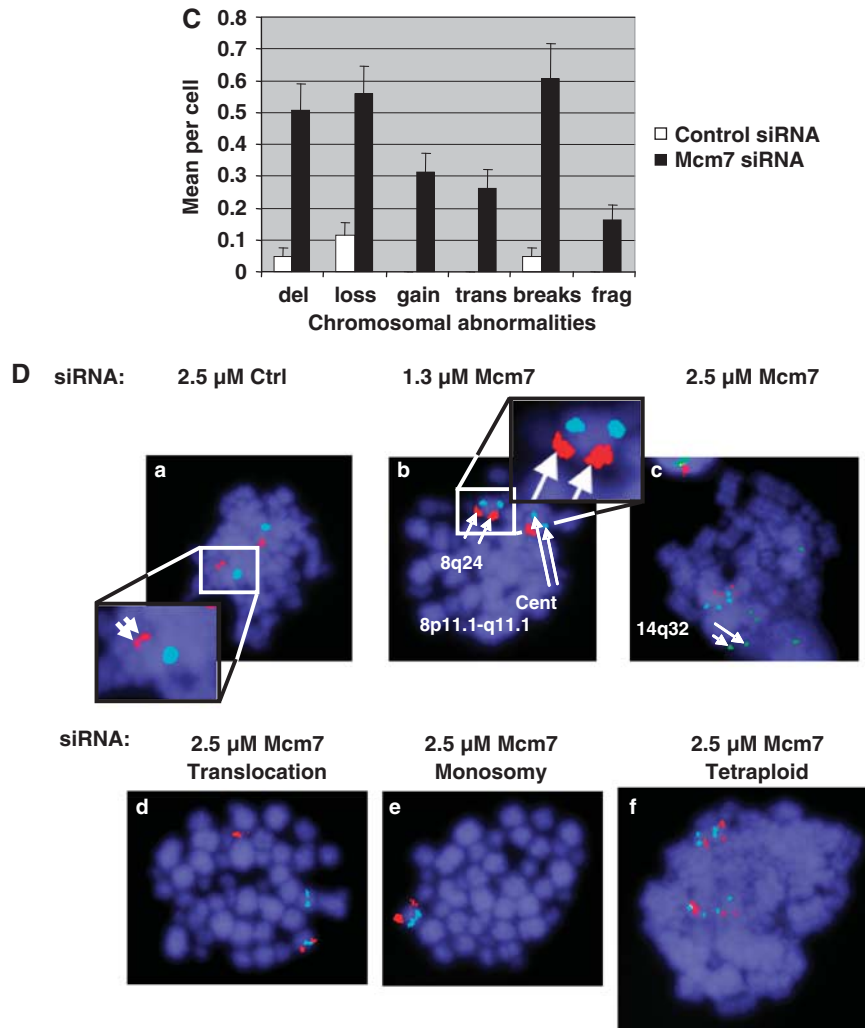 C
0.8
0.7
0.6
0.5
0.4
0.3
0.2
0.1
0
Mean per cell
del loss gain trans breaks frag
Chromosomal abnormalities
Control siRNA
Mcm7 siRNA
D siRNA: 2.5 µM Ctrl 1.3 µM Mcm7 2.5 µM Mcm7
a
b
c
8q24
Cent
8p11.1-q11.1
14q32
siRNA: 2.5 µM Mcm7 2.5 µM Mcm7 2.5 µM Mcm7
Translocation Monosomy Tetraploid
d
e
f